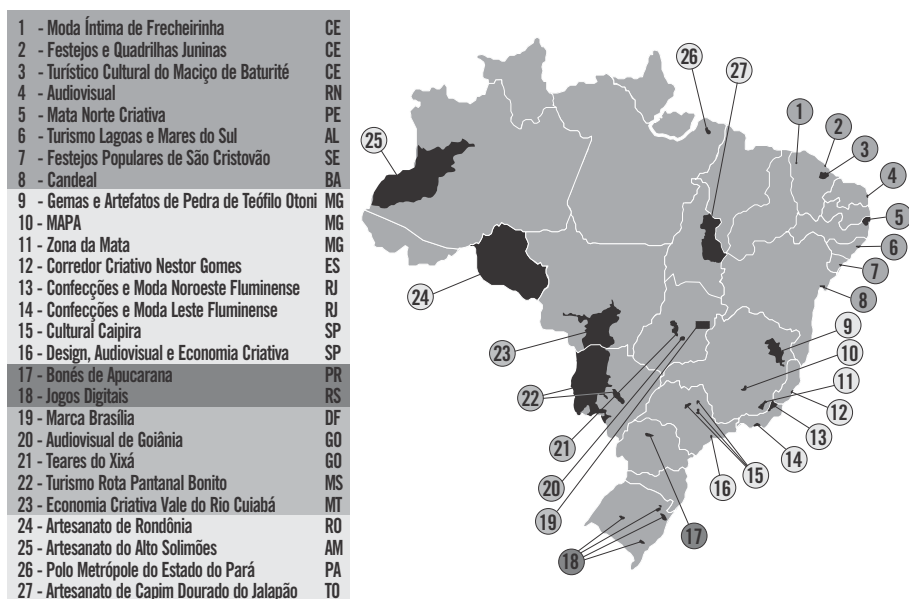 1 - Moda Íntima de Frecheirinha CE
2 - Festejos e Quadrilhas Juninas CE
3 - Turístico Cultural do Maciço de Baturité CE
4 - Audiovisual RN
5 - Mata Norte Criativa PE
6 - Turismo Lagoas e Mares do Sul AL
7 - Festejos Populares de São Cristovão SE
8 - Candeal BA
9 - Gemas e Artefatos de Pedra de Teófilo Otoni MG
10 - MAPA MG
11 - Zona da Mata MG
12 - Corredor Criativo Nestor Gomes ES
13 - Confecções e Moda Noroeste Fluminense RJ
14 - Confecções e Moda Leste Fluminense RJ
15 - Cultural Caipira SP
16 - Design, Audiovisual e Economia Criativa SP
17 - Bonés de Apucarana PR
18 - Jogos Digitais RS
19 - Marca Brasília DF
20 - Audiovisual de Goiânia GO
21 - Teares do Xixá GO
22 - Turismo Rota Pantanal Bonito MS
23 - Economia Criativa Vale do Rio Cuiabá MT
24 - Artesanato de Rondônia RO
25 - Artesanato do Alto Solimões AM
26 - Polo Metrópole do Estado do Pará PA
27 - Artesanato de Capim Dourado do Jalapão TO
26
27
1
2
25
3
4
5
6
7
24
8
9
23
10
22
11
12
21
13
20
14
15
16
19
17
18